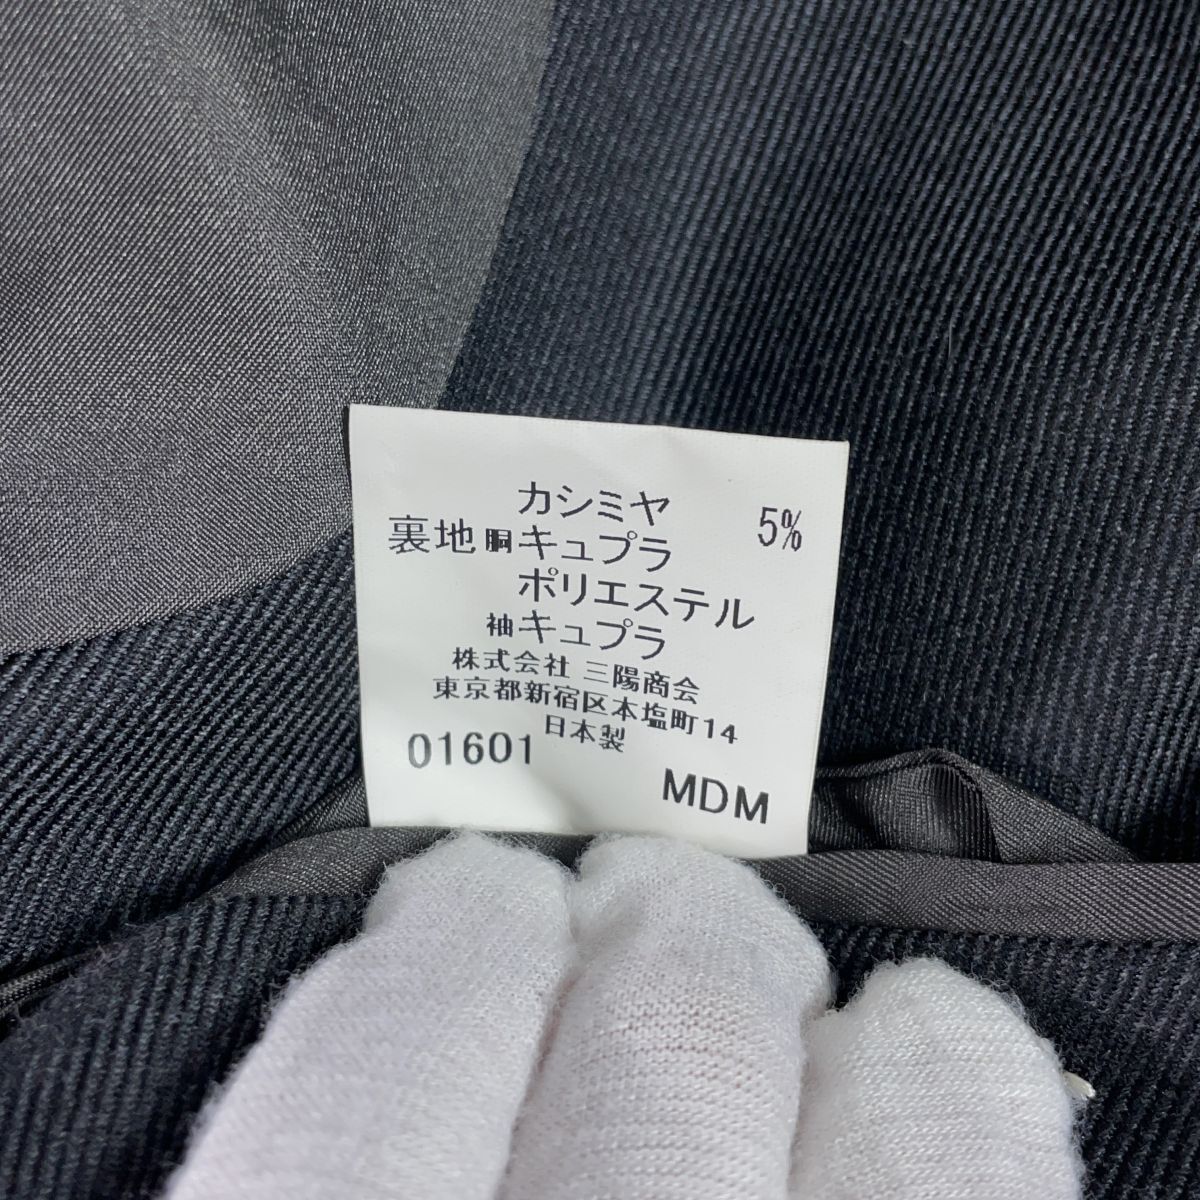 カシミヤ 5%
裏地 胴 キュプラ
ポリエステル
袖 キュプラ
株式会社 三陽商会
東京都新宿区本塩町14
日本製
01601
MDM